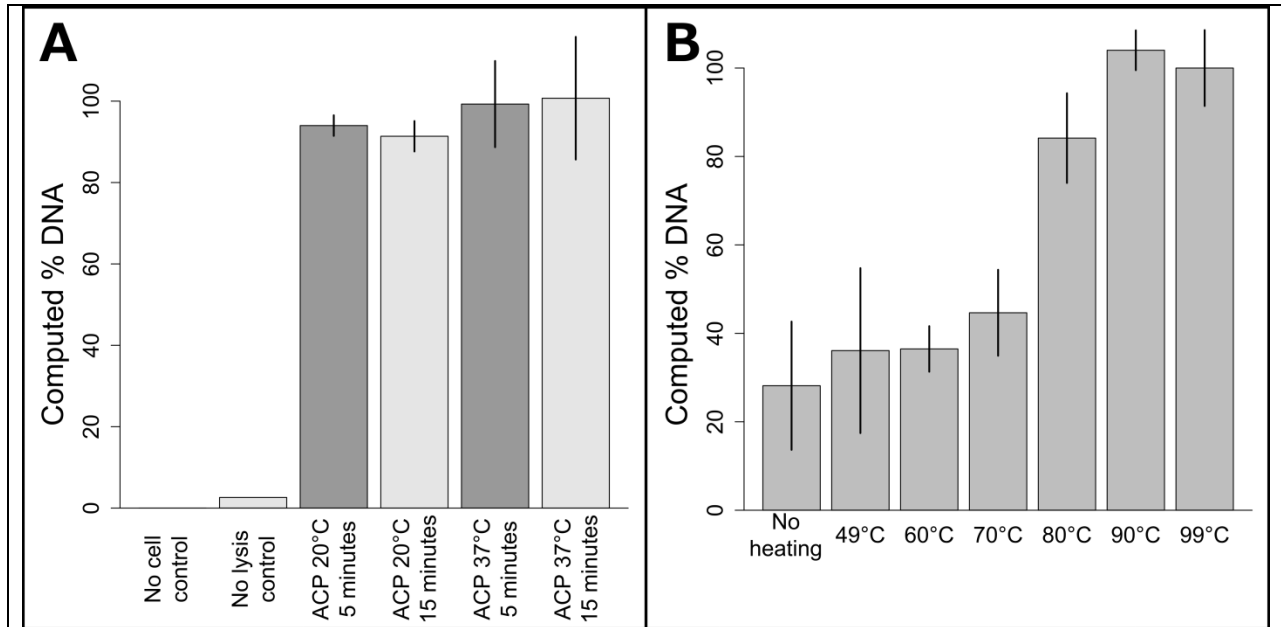 A
Computed % DNA
0
20
40
60
80
100
No cell
control
No lysis
control
ACP 20°C
5 minutes
ACP 20°C
15 minutes
ACP 37°C
5 minutes
ACP 37°C
15 minutes
B
Computed % DNA
0
20
40
60
80
100
No
heating
49°C
60°C
70°C
80°C
90°C
99°C